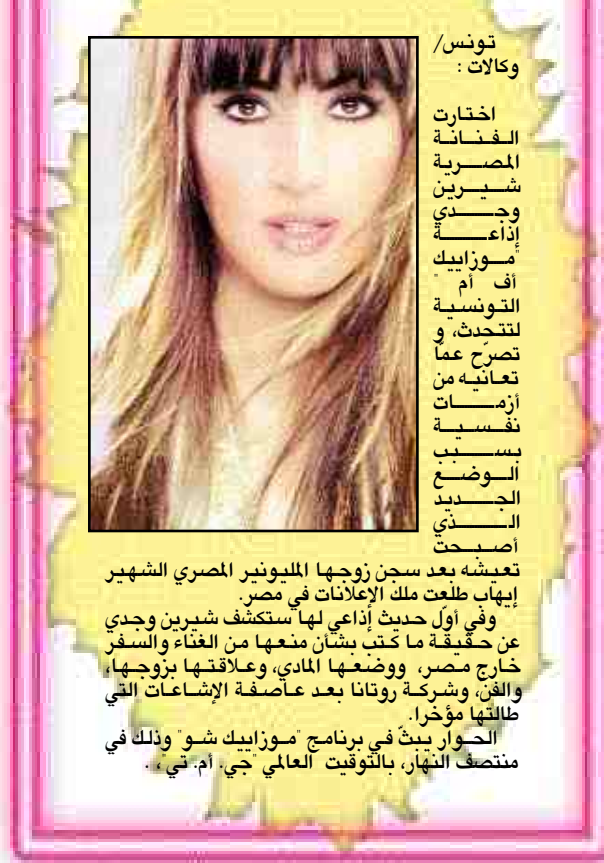 تونس/
وكالات :
اختارت
الفنانة
المصرية
شيرين
وجدي
إذاعة
"موزاييك
أف أم "
التونسية
لتتحدث، و
تصرّح عمّا
تعانيه من
أزمات
نفسية
بسبب
الوضع
الجديد
الذي
أصبحت
تعيشه بعد سجن زوجها المليونير المصري الشهير
إيهاب طلعت ملك الإعلانات في مصر.
وفي أوّل حديث إذاعي لها ستكشف شيرين وجدي
عن حقيقة ما كتب بشأن منعها من الغناء والسفر
خارج مصر، ووضعها المادي، وعلاقتها بزوجها،
والفن، وشركة روتانا بعد عاصفة الإشاعات التي
طالتها مؤخرا.
الحوار يبثّ في برنامج "موزاييك شو" وذلك في
منتصف النهار، بالتوقيت العالمي "جي. أم. تي"، .